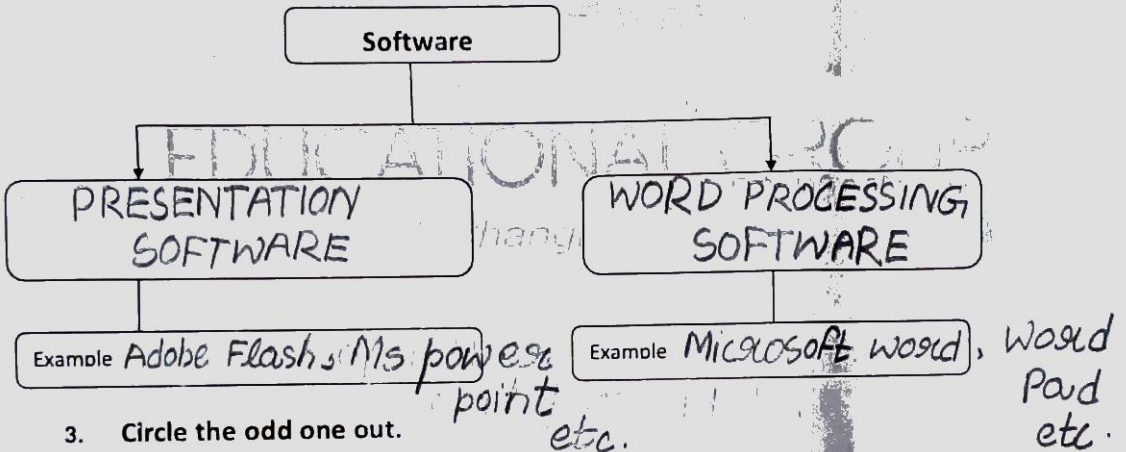 Software
EDUCATIONAL
PRESENTATION
SOFTWARE
WORD PROCESSING
SOFTWARE
Example Adobe Flash, Ms power
point
etc.
Example Microsoft word, word
Pad
etc.
3. Circle the odd one out.